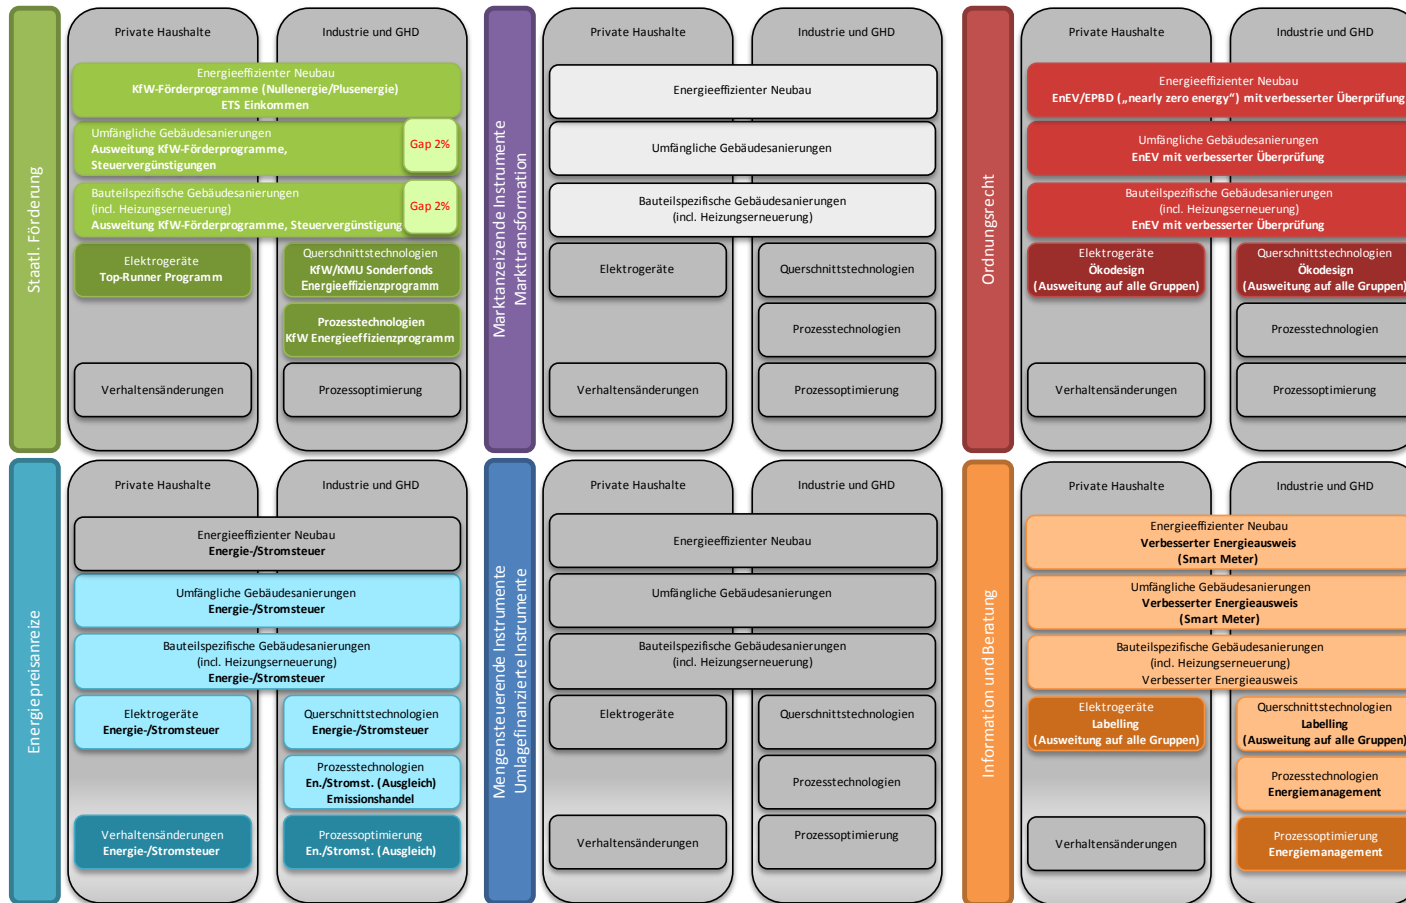 Staatl. Förderung
Private Haushalte
Industrie und GHD
Energieeffizienter Neubau
KfW-Förderprogramme (Nullenergie/Plusenergie)
ETS Einkommen
Umfängliche Gebäudesanierungen
Ausweitung KfW-Förderprogramme,
Steuervergünstigungen
Gap 2%
Bauteilspezifische Gebäudesanierungen
(incl. Heizungserneuerung)
Ausweitung KfW-Förderprogramme, Steuervergünstigung
Gap 2%
Elektrogeräte
Top-Runner Programm
Querschnittstechnologien
KfW/KMU Sonderfonds
Energieeffizienzprogramm
Prozesstechnologien
KfW Energieeffizienzprogramm
Verhaltensänderungen
Prozessoptimierung
Marktanzeizende Instrumente
Markttransformation
Private Haushalte
Industrie und GHD
Energieeffizienter Neubau
Umfängliche Gebäudesanierungen
Bauteilspezifische Gebäudesanierungen
(incl. Heizungserneuerung)
Elektrogeräte
Querschnittstechnologien
Prozesstechnologien
Verhaltensänderungen
Prozessoptimierung
Ordnungsrecht
Private Haushalte
Industrie und GHD
Energieeffizienter Neubau
EnEV/EPBD („nearly zero energy“) mit verbesserter Überprüfung
Umfängliche Gebäudesanierungen
EnEV mit verbesserter Überprüfung
Bauteilspezifische Gebäudesanierungen
(incl. Heizungserneuerung)
EnEV mit verbesserter Überprüfung
Elektrogeräte
Ökodesign
(Ausweitung auf alle Gruppen)
Querschnittstechnologien
Ökodesign
(Ausweitung auf alle Gruppen)
Prozesstechnologien
Verhaltensänderungen
Prozessoptimierung
Energiepreisanreize
Private Haushalte
Industrie und GHD
Energieeffizienter Neubau
Energie-/Stromsteuer
Umfängliche Gebäudesanierungen
Energie-/Stromsteuer
Bauteilspezifische Gebäudesanierungen
(incl. Heizungserneuerung)
Energie-/Stromsteuer
Elektrogeräte
Energie-/Stromsteuer
Querschnittstechnologien
Energie-/Stromsteuer
Prozesstechnologien
En./Stromst. (Ausgleich)
Emissionshandel
Verhaltensänderungen
Energie-/Stromsteuer
Prozessoptimierung
En./Stromst. (Ausgleich)
Mengensteuerende Instrumente
Umlagefinanzierte Instrumente
Private Haushalte
Industrie und GHD
Energieeffizienter Neubau
Umfängliche Gebäudesanierungen
Bauteilspezifische Gebäudesanierungen
(incl. Heizungserneuerung)
Elektrogeräte
Querschnittstechnologien
Prozesstechnologien
Verhaltensänderungen
Prozessoptimierung
Information und Beratung
Private Haushalte
Industrie und GHD
Energieeffizienter Neubau
Verbesserter Energieausweis
(Smart Meter)
Umfängliche Gebäudesanierungen
Verbesserter Energieausweis
(Smart Meter)
Bauteilspezifische Gebäudesanierungen
(incl. Heizungserneuerung)
Verbesserter Energieausweis
Elektrogeräte
Labelling
(Ausweitung auf alle Gruppen)
Querschnittstechnologien
Labelling
(Ausweitung auf alle Gruppen)
Prozesstechnologien
Energiemanagement
Verhaltensänderungen
Prozessoptimierung
Energiemanagement